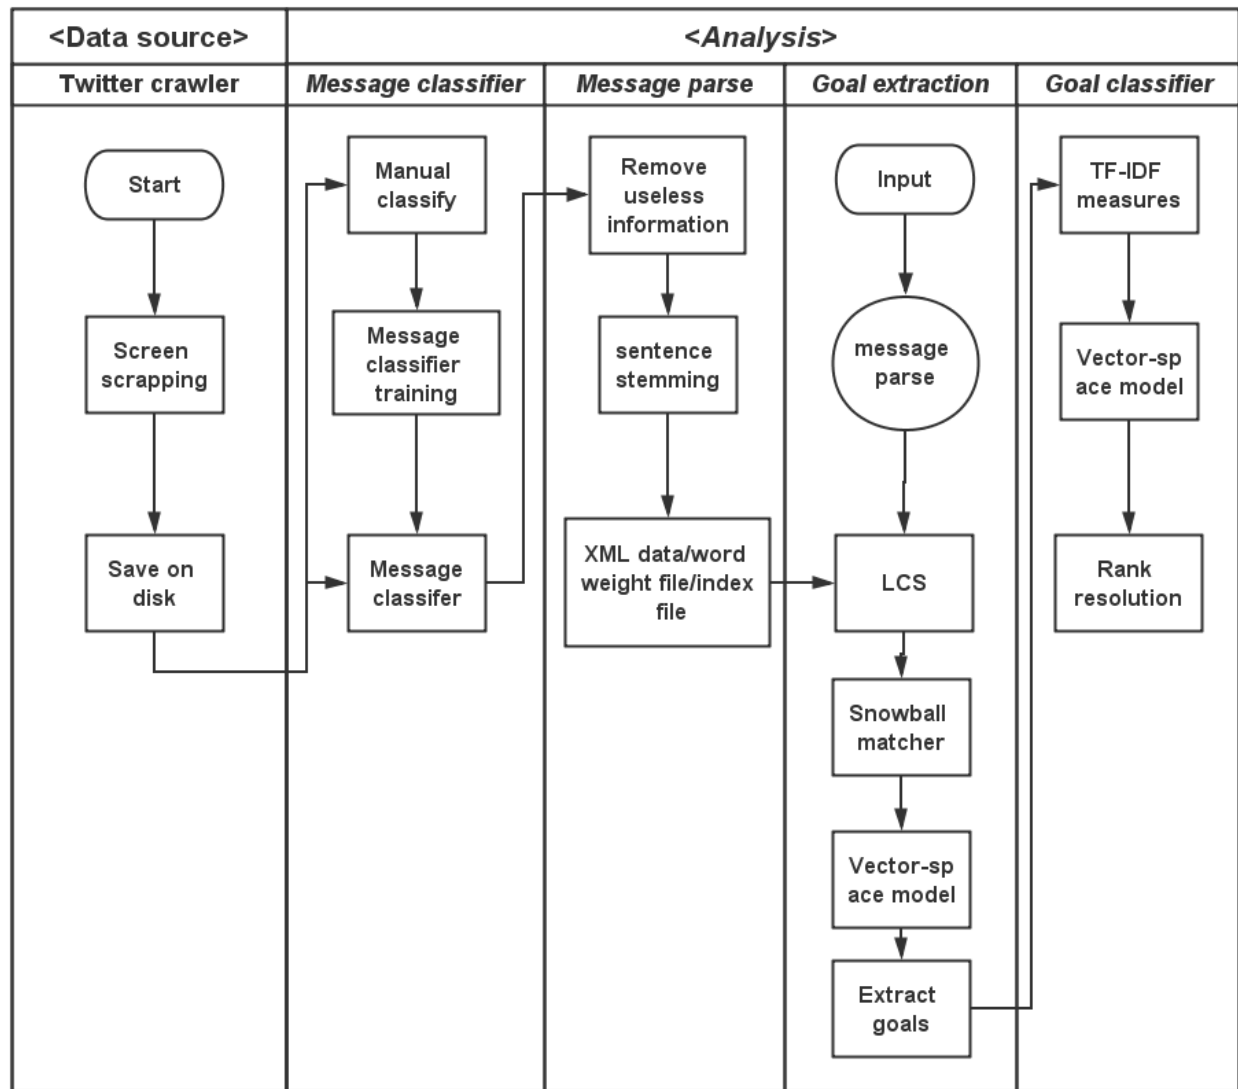 <Data source>
<Analysis>
Twitter crawler
Message classifier
Message parse
Goal extraction
Goal classifier
Start
Screen
scrapping
Save on
disk
Manual
classify
Message
classifier
training
Message
classifer
Remove
useless
information
sentence
stemming
XML data/word
weight file/index
file
Input
message
parse
LCS
Snowball
matcher
Vector-sp
ace model
Extract
goals
TF-IDF
measures
Vector-sp
ace model
Rank
resolution